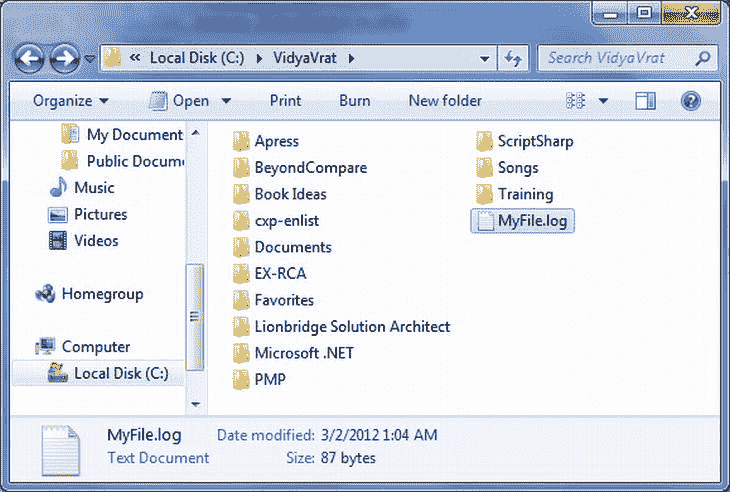 « Local Disk (C:) ▸ VidyaVrat ▸
Search VidyaVrat
Organize Open Print Burn New folder
My Document
Public Docum
Music
Pictures
Videos
Homegroup
Computer
Local Disk (C:)
Apress
BeyondCompare
Book Ideas
cxp-enlist
Documents
EX-RCA
Favorites
Lionbridge Solution Architect
Microsoft .NET
PMP
ScriptSharp
Songs
Training
MyFile.log
MyFile.log Date modified: 3/2/2012 1:04 AM
Text Document Size: 87 bytes